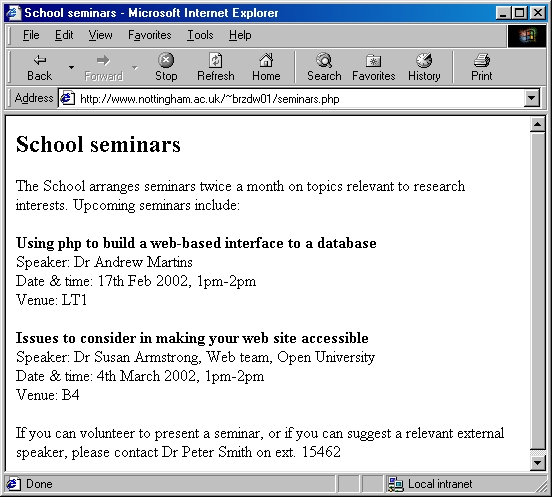 School seminars - Microsoft Internet Explorer
File Edit View Favorites Tools Help
Back Forward Stop Refresh Home Search Favorites History Print
Address http://www.nottingham.ac.uk/~brzdw01/seminars.php
School seminars
The School arranges seminars twice a month on topics relevant to research
interests. Upcoming seminars include:
Using php to build a web-based interface to a database
Speaker: Dr Andrew Martins
Date & time: 17th Feb 2002, 1pm-2pm
Venue: LT1
Issues to consider in making your web site accessible
Speaker: Dr Susan Armstrong, Web team, Open University
Date & time: 4th March 2002, 1pm-2pm
Venue: B4
If you can volunteer to present a seminar, or if you can suggest a relevant external
speaker, please contact Dr Peter Smith on ext. 15462
Done Local intranet